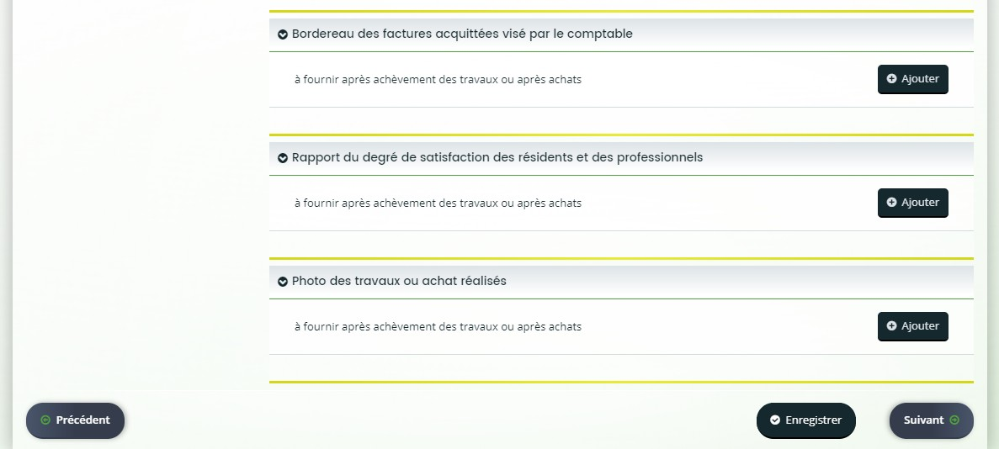 Bordereau des factures acquittées visé par le comptable
à fournir après achèvement des travaux ou après achats
Ajouter
Rapport du degré de satisfaction des résidents et des professionnels
à fournir après achèvement des travaux ou après achats
Ajouter
Photo des travaux ou achat réalisés
à fournir après achèvement des travaux ou après achats
Ajouter
Précédent
Enregistrer
Suivant